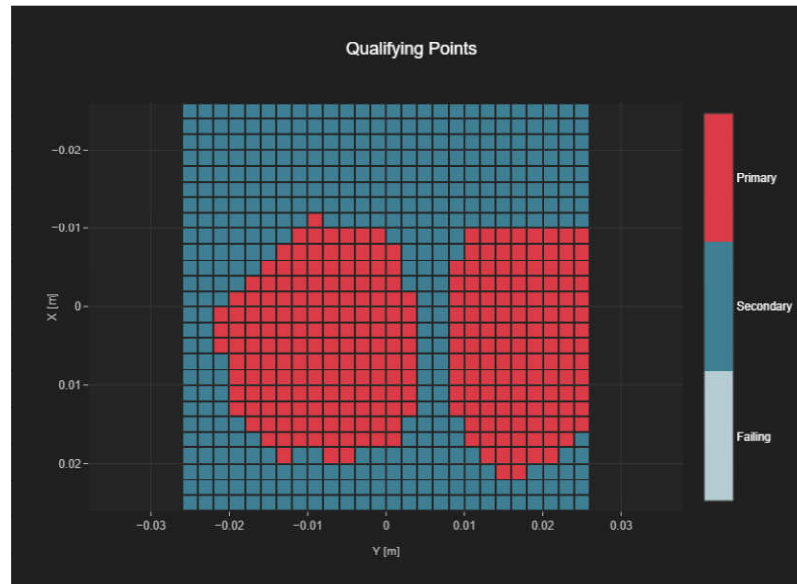 Qualifying Points
−0.02
−0.01
0
0.01
0.02
X [m]
−0.03
−0.02
−0.01
0
0.01
0.02
0.03
Y [m]
Primary
Secondary
Failing